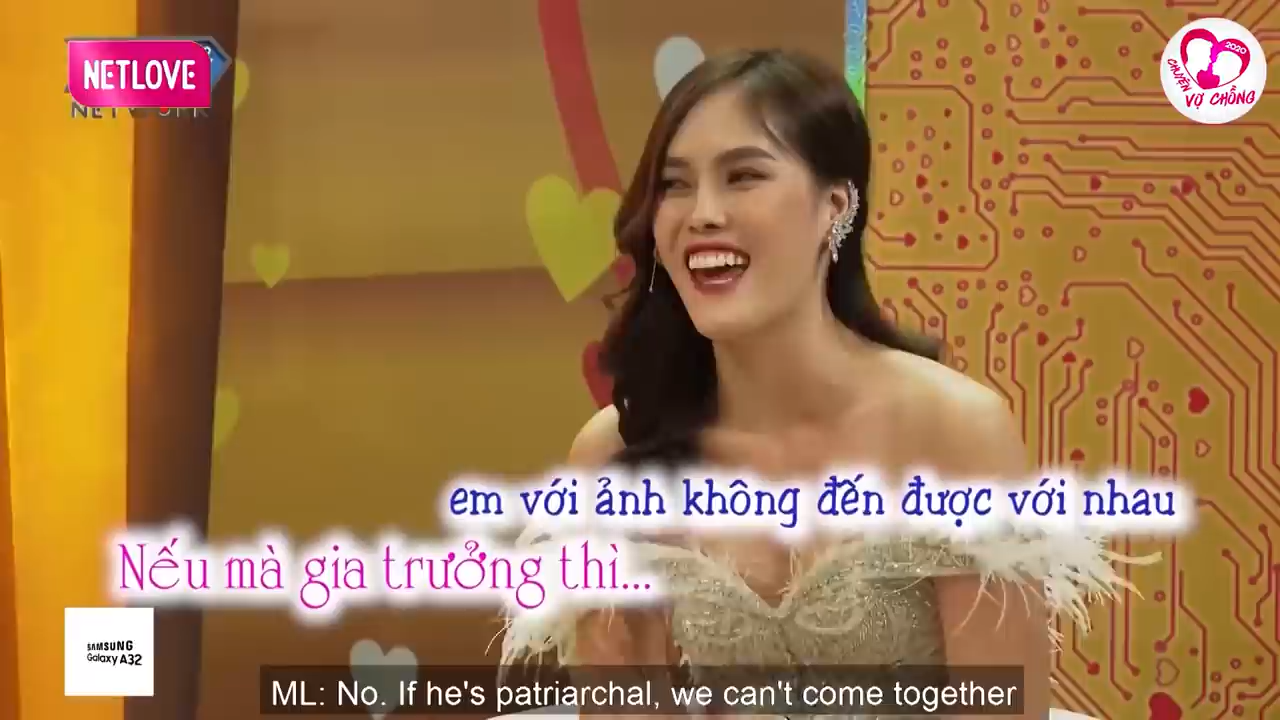 NETLOVE
NETWORK
2020
CHUYỆN
VỢ CHỒNG
em với ảnh không đến được với nhau
Nếu mà gia trưởng thì...
SAMSUNG
Galaxy A32
ML: No. If he's patriarchal, we can't come together